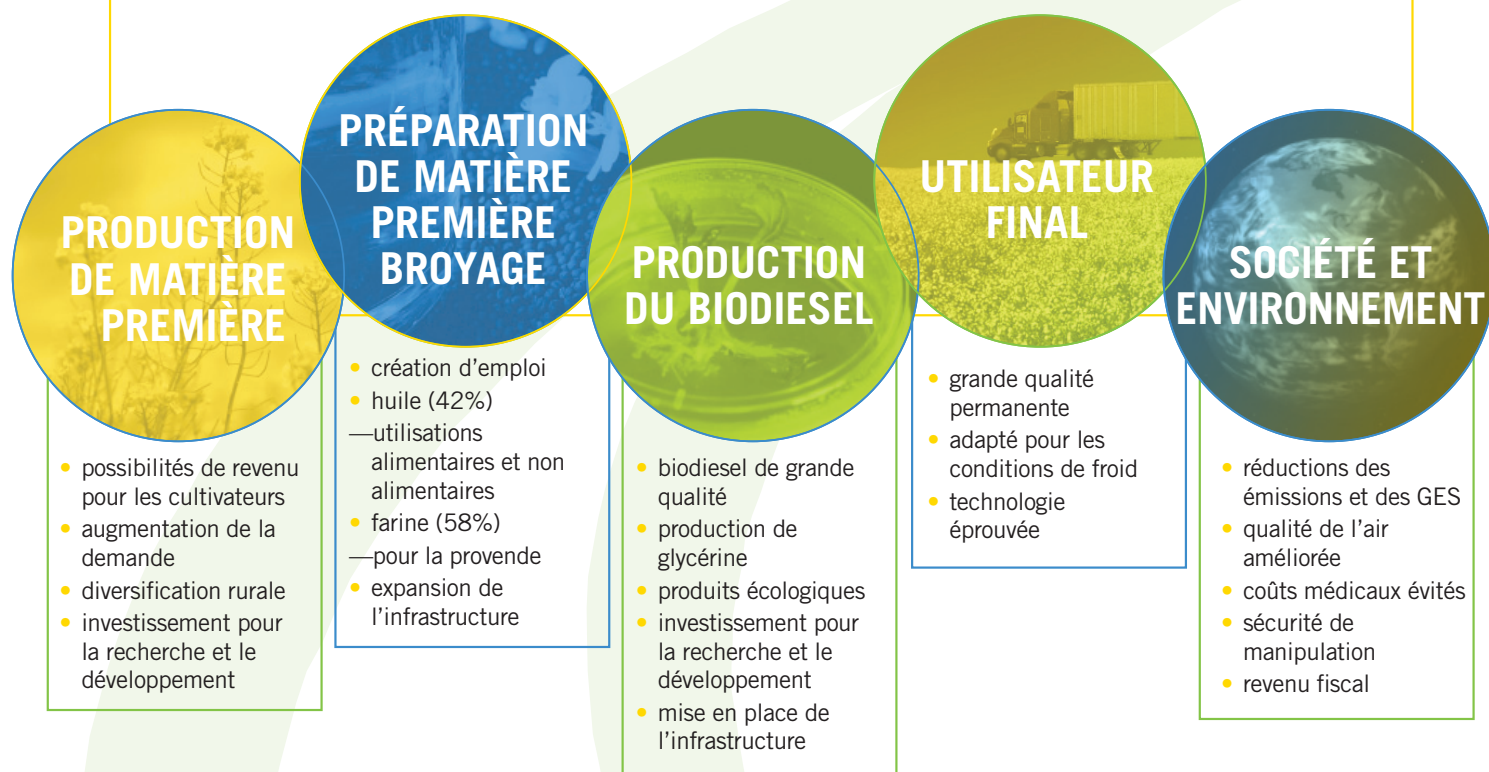 PRODUCTION
DE MATIÈRE
PREMIÈRE
• possibilités de revenu
pour les cultivateurs
• augmentation de la
demande
• diversification rurale
• investissement pour
la recherche et le
développement
PRÉPARATION
DE MATIÈRE
PREMIÈRE
BROYAGE
• création d’emploi
• huile (42%)
—utilisations
alimentaires et non
alimentaires
• farine (58%)
—pour la provende
• expansion de
l’infrastructure
PRODUCTION
DU BIODIESEL
• biodiesel de grande
qualité
• production de
glycérine
• produits écologiques
• investissement pour
la recherche et le
développement
• mise en place de
l’infrastructure
UTILISATEUR
FINAL
• grande qualité
permanente
• adapté pour les
conditions de froid
• technologie
éprouvée
SOCIÉTÉ ET
ENVIRONNEMENT
• réductions des
émissions et des GES
• qualité de l’air
améliorée
• coûts médicaux évités
• sécurité de
manipulation
• revenu fiscal